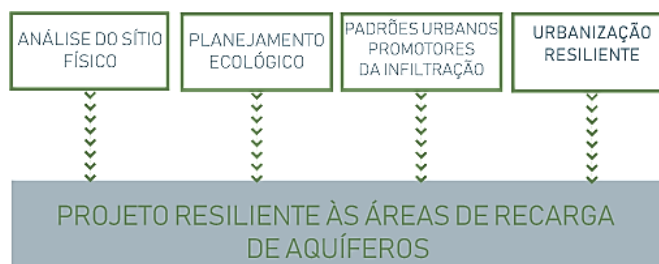 ANÁLISE DO SÍTIO
FÍSICO
PLANEJAMENTO
ECOLÓGICO
PADRÕES URBANOS
PROMOTORES
DA INFILTRAÇÃO
URBANIZAÇÃO
RESILIENTE
PROJETO RESILIENTE ÀS ÁREAS DE RECARGA
DE AQUÍFEROS